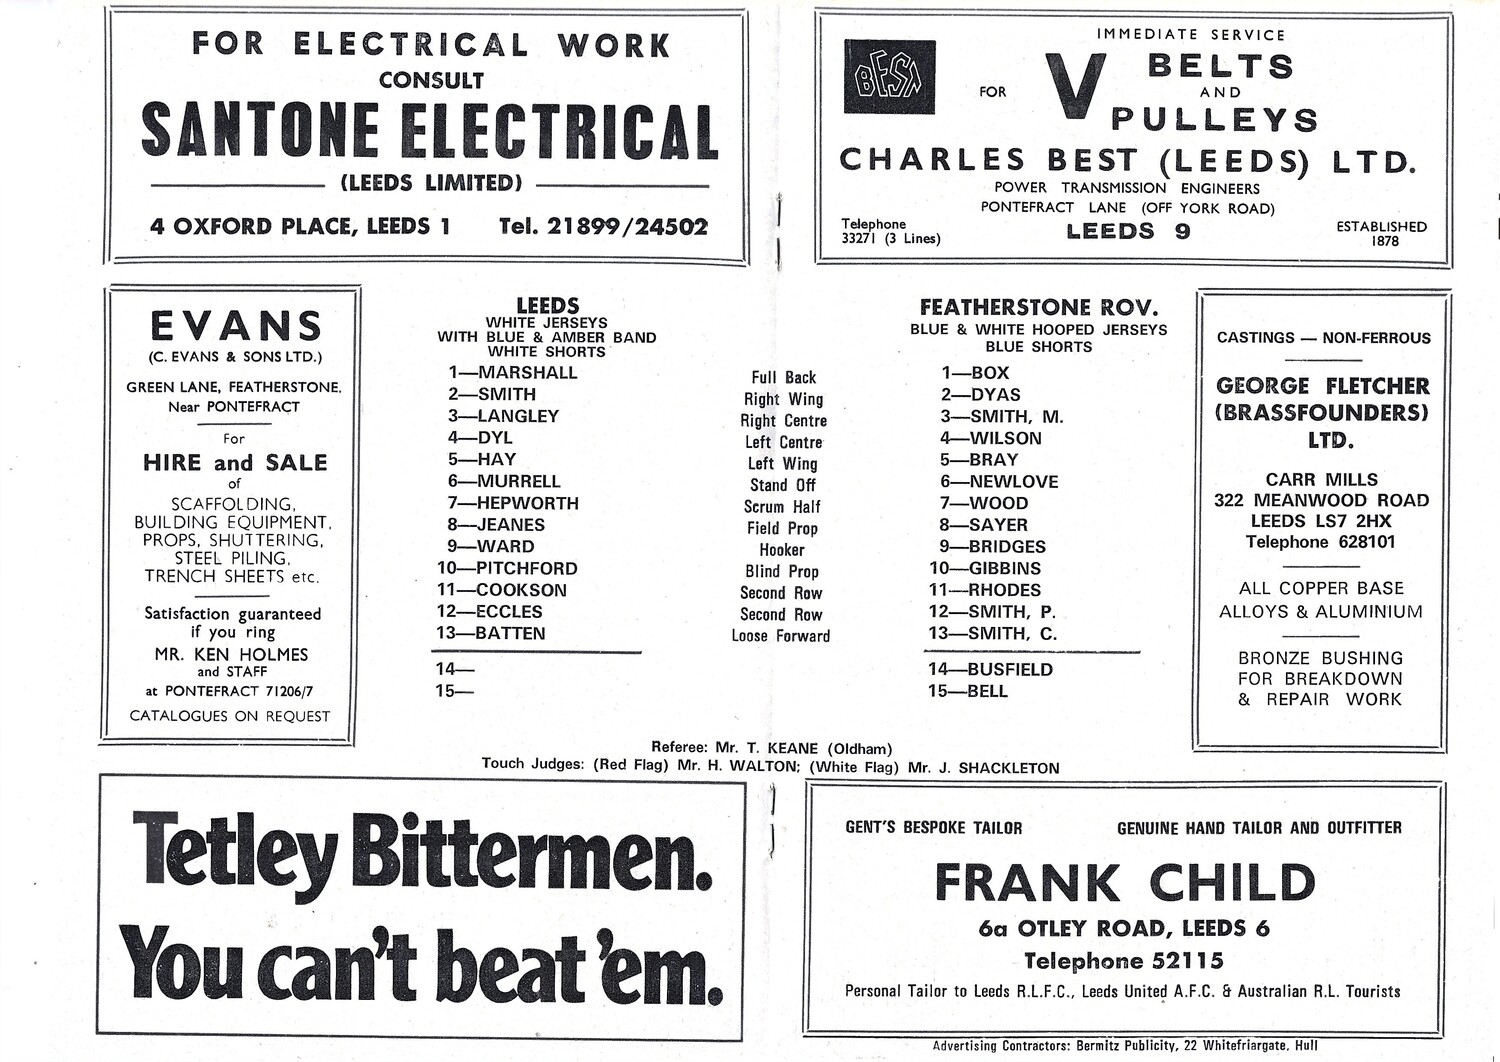 FOR ELECTRICAL WORK
CONSULT
SANTONE ELECTRICAL
(LEEDS LIMITED)
4 OXFORD PLACE, LEEDS 1 Tel. 21899/24502
BEST
IMMEDIATE SERVICE
FOR V BELTS
AND
PULLEYS
CHARLES BEST (LEEDS) LTD.
POWER TRANSMISSION ENGINEERS
PONTEFRACT LANE (OFF YORK ROAD)
Telephone
33271 (3 Lines)
LEEDS 9
ESTABLISHED
1878
EVANS
(C. EVANS & SONS LTD.)
GREEN LANE, FEATHERSTONE,
Near PONTEFRACT
For
HIRE and SALE
of
SCAFFOLDING,
BUILDING EQUIPMENT,
PROPS, SHUTTERING,
STEEL PILING,
TRENCH SHEETS etc.
Satisfaction guaranteed
if you ring
MR. KEN HOLMES
and STAFF
at PONTEFRACT 71206/7
CATALOGUES ON REQUEST
LEEDS
WHITE JERSEYS
WITH BLUE & AMBER BAND
WHITE SHORTS
1—MARSHALL
2—SMITH
3—LANGLEY
4—DYL
5—HAY
6—MURRELL
7—HEPWORTH
8—JEANES
9—WARD
10—PITCHFORD
11—COOKSON
12—ECCLES
13—BATTEN
14—
15—
Full Back
Right Wing
Right Centre
Left Centre
Left Wing
Stand Off
Scrum Half
Field Prop
Hooker
Blind Prop
Second Row
Second Row
Loose Forward
FEATHERSTONE ROV.
BLUE & WHITE HOOPED JERSEYS
BLUE SHORTS
1—BOX
2—DYAS
3—SMITH, M.
4—WILSON
5—BRAY
6—NEWLOVE
7—WOOD
8—SAYER
9—BRIDGES
10—GIBBINS
11—RHODES
12—SMITH, P.
13—SMITH, C.
14—BUSFIELD
15—BELL
CASTINGS — NON-FERROUS
GEORGE FLETCHER
(BRASSFOUNDERS)
LTD.
CARR MILLS
322 MEANWOOD ROAD
LEEDS LS7 2HX
Telephone 628101
ALL COPPER BASE
ALLOYS & ALUMINIUM
BRONZE BUSHING
FOR BREAKDOWN
& REPAIR WORK
Referee: Mr. T. KEANE (Oldham)
Touch Judges: (Red Flag) Mr. H. WALTON; (White Flag) Mr. J. SHACKLETON
Tetley Bittermen.
You can't beat 'em.
GENT'S BESPOKE TAILOR GENUINE HAND TAILOR AND OUTFITTER
FRANK CHILD
6a OTLEY ROAD, LEEDS 6
Telephone 52115
Personal Tailor to Leeds R.L.F.C., Leeds United A.F.C. & Australian R.L. Tourists
Advertising Contractors: Bermitz Publicity, 22 Whitefriargate, Hull